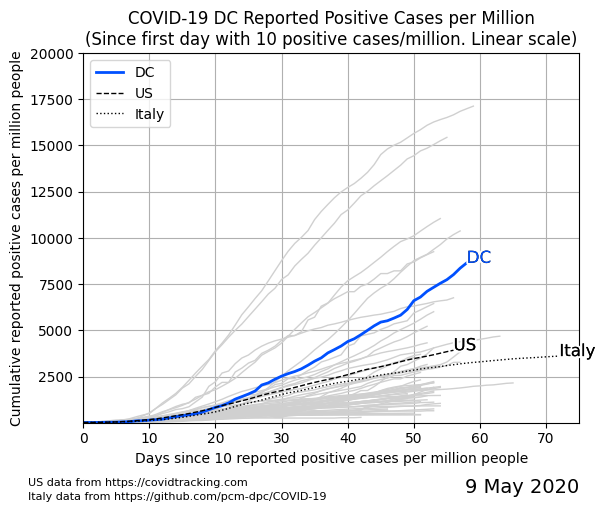 COVID-19 DC Reported Positive Cases per Million
(Since first day with 10 positive cases/million. Linear scale)
Cumulative reported positive cases per million people
20000
17500
15000
12500
10000
7500
5000
2500
DC
US
Italy
DC
US
Italy
0 10 20 30 40 50 60 70
Days since 10 reported positive cases per million people
US data from https://covidtracking.com
Italy data from https://github.com/pcm-dpc/COVID-19
9 May 2020